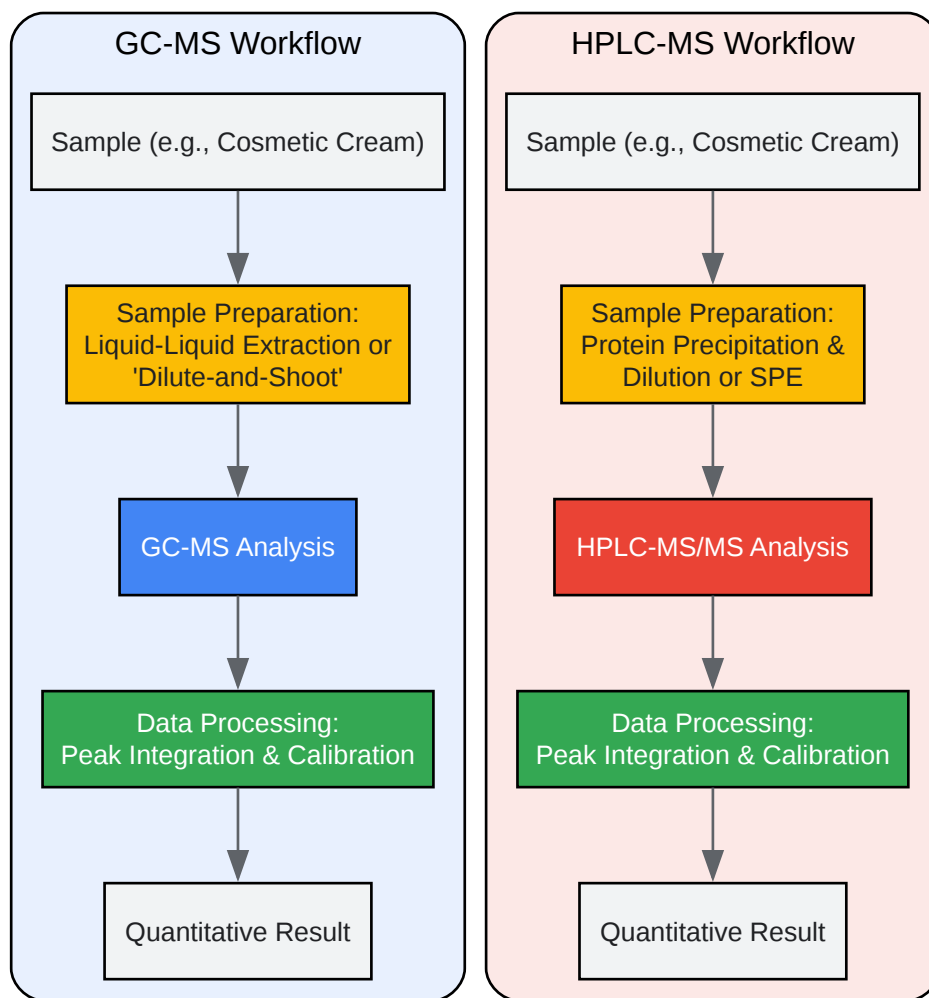 GC-MS Workflow
Sample (e.g., Cosmetic Cream)
Sample Preparation:
Liquid-Liquid Extraction or
'Dilute-and-Shoot'
GC-MS Analysis
Data Processing:
Peak Integration & Calibration
Quantitative Result
HPLC-MS Workflow
Sample (e.g., Cosmetic Cream)
Sample Preparation:
Protein Precipitation &
Dilution or SPE
HPLC-MS/MS Analysis
Data Processing:
Peak Integration & Calibration
Quantitative Result